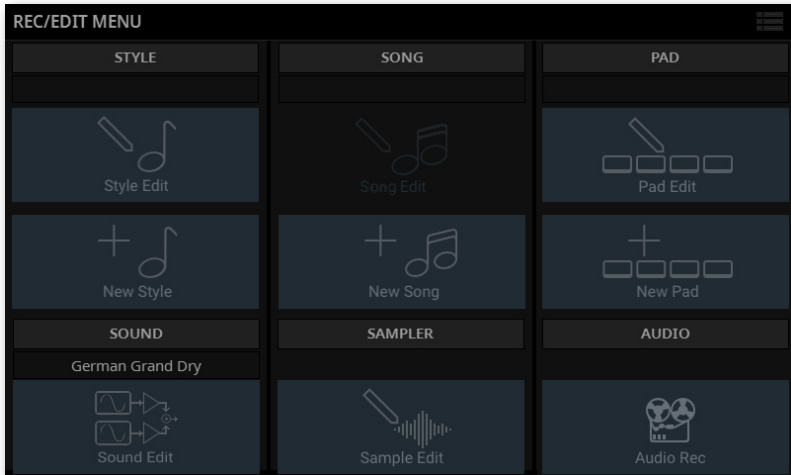 REC/EDIT MENU
STYLE
SONG
PAD
Style Edit
Song Edit
Pad Edit
New Style
New Song
New Pad
SOUND
SAMPLER
AUDIO
German Grand Dry
Sound Edit
Sample Edit
Audio Rec